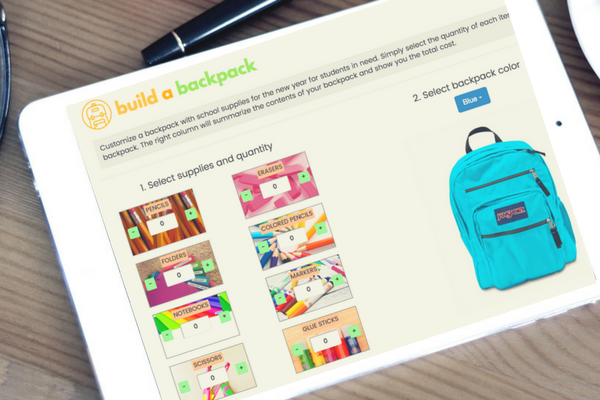 build a backpack
Customize a backpack with school supplies for the new year for students in need. Simply select the quantity of each
backpack. The right column will summarize the contents of your backpack and show you the total cost.
1. Select supplies and quantity
2. Select backpack color
Blue
PENCILS
- 0 +
ERASERS
- 0 +
FOLDERS
- 0 +
COLORED PENCILS
- 0 +
NOTEBOOKS
- 0 +
MARKERS
- 0 +
SCISSORS
- 0 +
GLUE STICKS
- 0 +
JANSPORT